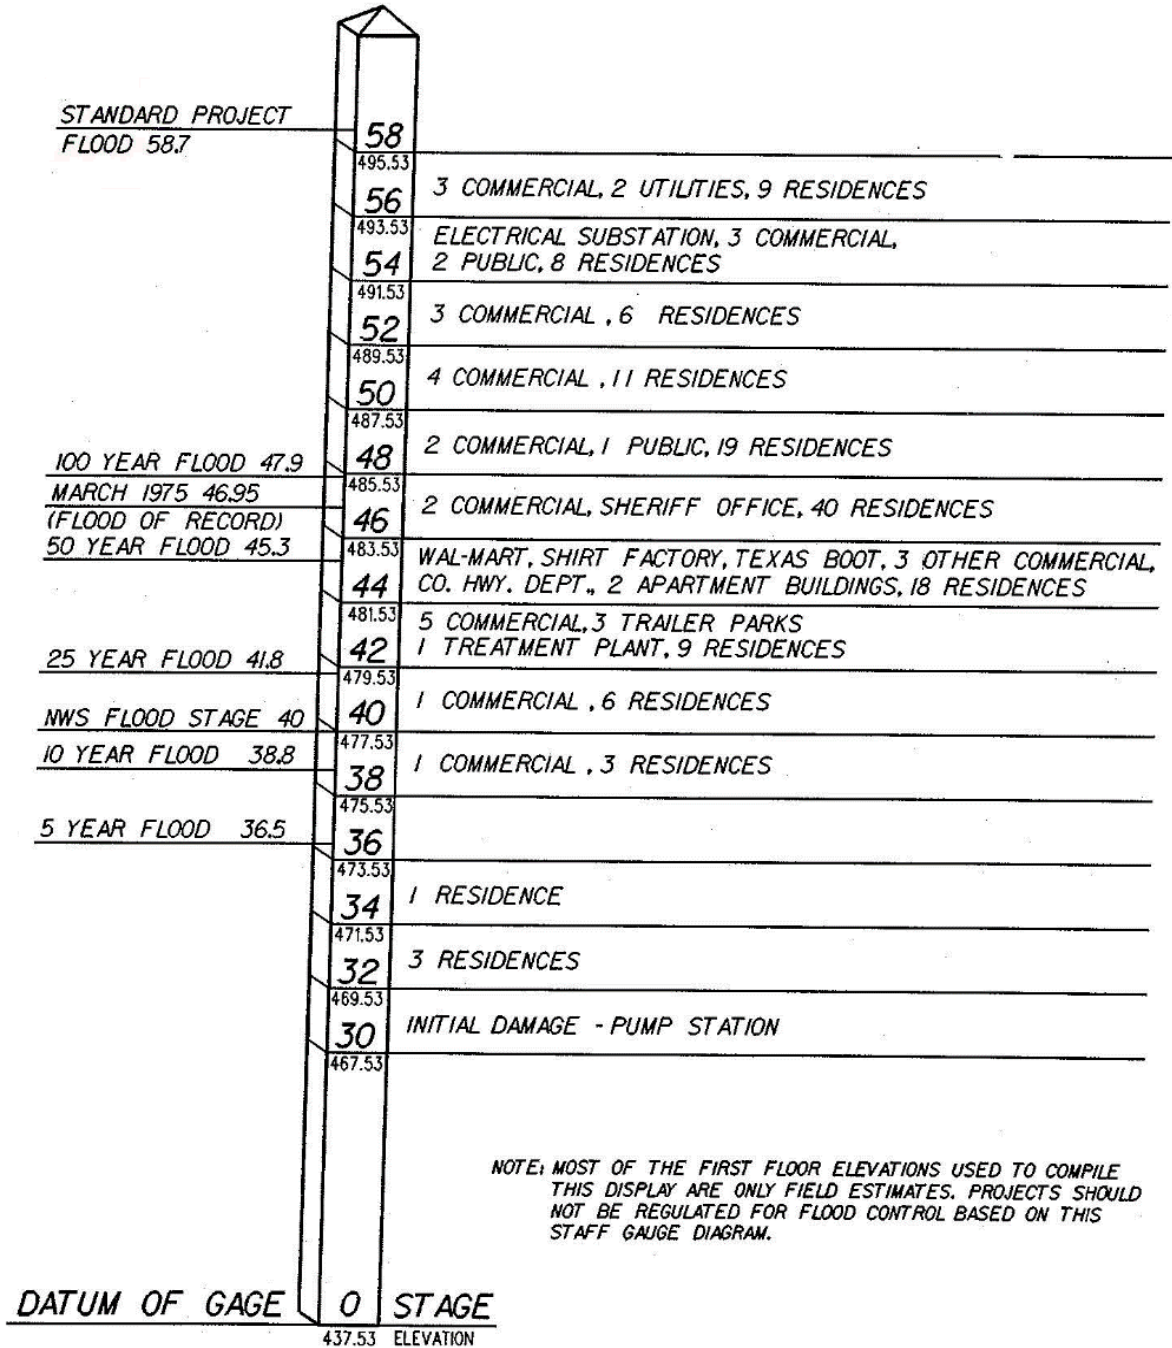 STANDARD PROJECT
FLOOD 58.7
58
495.53
3 COMMERCIAL, 2 UTILITIES, 9 RESIDENCES
56
493.53
ELECTRICAL SUBSTATION, 3 COMMERCIAL,
2 PUBLIC, 8 RESIDENCES
54
491.53
3 COMMERCIAL , 6 RESIDENCES
52
489.53
4 COMMERCIAL , 11 RESIDENCES
50
487.53
2 COMMERCIAL, 1 PUBLIC, 19 RESIDENCES
48
100 YEAR FLOOD 47.9
485.53
MARCH 1975 46.95
(FLOOD OF RECORD)
2 COMMERCIAL, SHERIFF OFFICE, 40 RESIDENCES
46
50 YEAR FLOOD 45.3
483.53
WAL-MART, SHIRT FACTORY, TEXAS BOOT, 3 OTHER COMMERCIAL,
CO. HWY. DEPT., 2 APARTMENT BUILDINGS, 18 RESIDENCES
44
481.53
5 COMMERCIAL, 3 TRAILER PARKS
1 TREATMENT PLANT, 9 RESIDENCES
42
25 YEAR FLOOD 41.8
479.53
1 COMMERCIAL , 6 RESIDENCES
40
NWS FLOOD STAGE 40
477.53
10 YEAR FLOOD 38.8
1 COMMERCIAL , 3 RESIDENCES
38
475.53
5 YEAR FLOOD 36.5
36
473.53
1 RESIDENCE
34
471.53
3 RESIDENCES
32
469.53
INITIAL DAMAGE - PUMP STATION
30
467.53
NOTE: MOST OF THE FIRST FLOOR ELEVATIONS USED TO COMPILE
THIS DISPLAY ARE ONLY FIELD ESTIMATES. PROJECTS SHOULD
NOT BE REGULATED FOR FLOOD CONTROL BASED ON THIS
STAFF GAUGE DIAGRAM.
DATUM OF GAGE 0 STAGE
437.53 ELEVATION